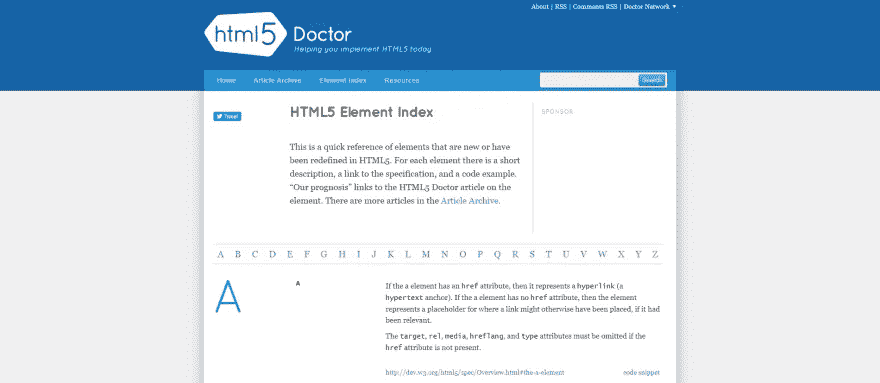 About | RSS | Comments RSS | Doctor Network ▼
html5 Doctor
Helping you implement HTML5 today
Home Article Archive Element Index Resources Search
Tweet
HTML5 Element Index
SPONSOR
This is a quick reference of elements that are new or have
been redefined in HTML5. For each element there is a short
description, a link to the specification, and a code example.
“Our prognosis” links to the HTML5 Doctor article on the
element. There are more articles in the Article Archive.
A B C D E F G H I J K L M N O P Q R S T U V W X Y Z
A
A
If the a element has an href attribute, then it represents a hyperlink (a
hypertext anchor). If the a element has no href attribute, then the element
represents a placeholder for where a link might otherwise have been placed, if it had
been relevant.
The target, rel, media, hreflang, and type attributes must be omitted if the
href attribute is not present.
http://dev.w3.org/html5/spec/Overview.html#the-a-element code snippet